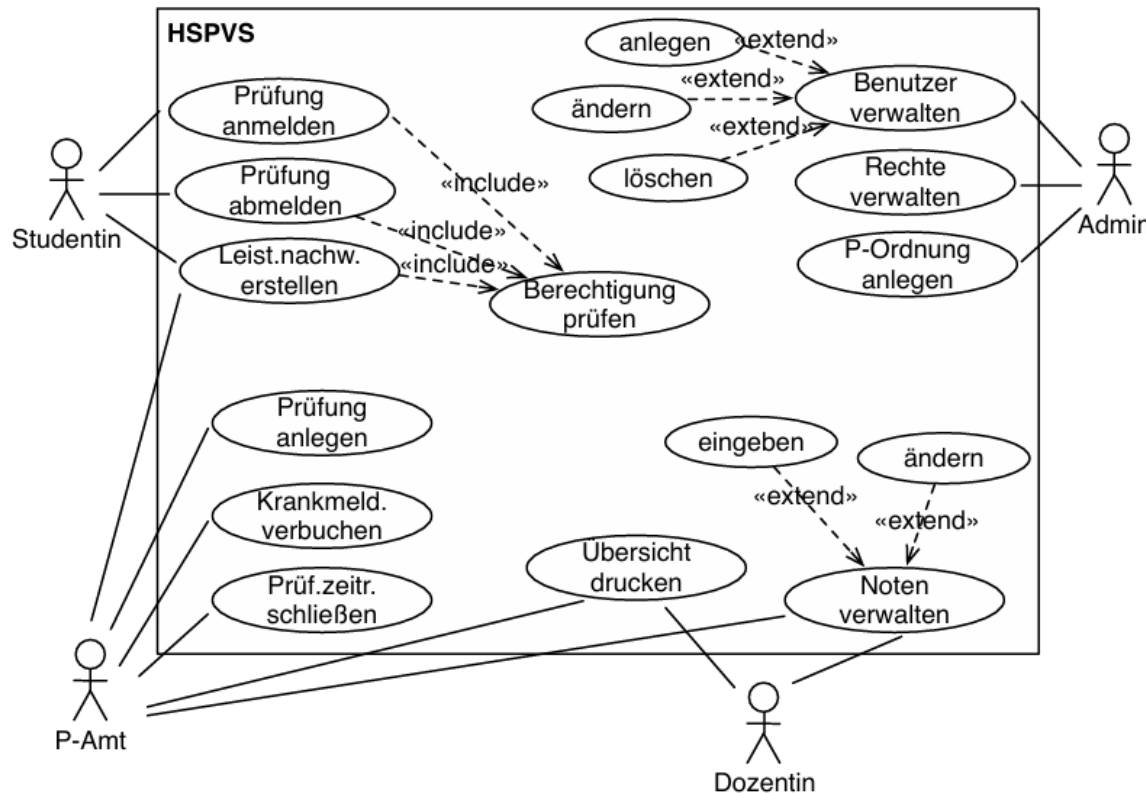 HSPVS
anlegen
«extend»
Benutzer
verwalten
«extend»
ändern
«extend»
löschen
Prüfung
anmelden
«include»
Prüfung
abmelden
«include»
Leist.nachw.
erstellen
«include»
Berechtigung
prüfen
Rechte
verwalten
P-Ordnung
anlegen
Studentin
Admin
Prüfung
anlegen
Krankmeld.
verbuchen
Prüf.zeitr.
schließen
eingeben
ändern
«extend»
«extend»
Übersicht
drucken
Noten
verwalten
P-Amt
Dozentin